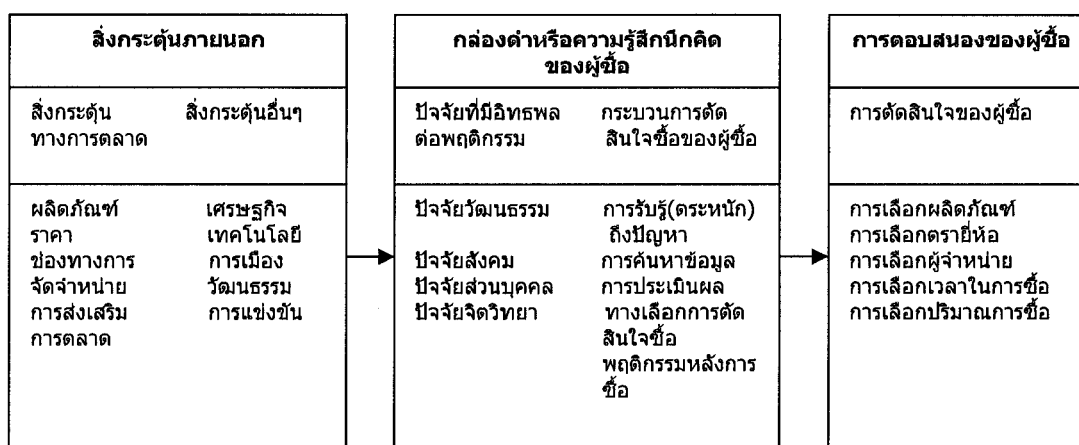 สิ่งกระตุ้นภายนอก
สิ่งกระตุ้น
ทางการตลาด
สิ่งกระตุ้นอื่นๆ
ผลิตภัณฑ์
ราคา
ช่องทางการ
จัดจำหน่าย
การส่งเสริม
การตลาด
เศรษฐกิจ
เทคโนโลยี
การเมือง
วัฒนธรรม
การแข่งขัน
กล่องดำหรือความรู้สึกนึกคิด
ของผู้ซื้อ
ปัจจัยที่มีอิทธพล
ต่อพฤติกรรม
กระบวนการตัด
สินใจซื้อของผู้ซื้อ
ปัจจัยวัฒนธรรม
ปัจจัยสังคม
ปัจจัยส่วนบุคคล
ปัจจัยจิตวิทยา
การรับรู้(ตระหนัก)
ถึงปัญหา
การค้นหาข้อมูล
การประเมินผล
ทางเลือกการตัด
สินใจซื้อ
พฤติกรรมหลังการ
ซื้อ
การตอบสนองของผู้ซื้อ
การตัดสินใจของผู้ซื้อ
การเลือกผลิตภัณฑ์
การเลือกตรายี่ห้อ
การเลือกผู้จำหน่าย
การเลือกเวลาในการซื้อ
การเลือกปริมาณการซื้อ